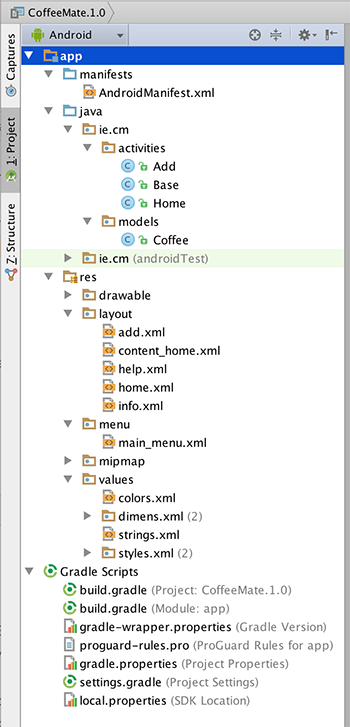 CoffeeMate.1.0
Captures
1: Project
Z: Structure
Android
app
manifests
AndroidManifest.xml
java
ie.cm
activities
C Add
C Base
C Home
models
C Coffee
ie.cm (androidTest)
res
drawable
layout
add.xml
content_home.xml
help.xml
home.xml
info.xml
menu
main_menu.xml
mipmap
values
colors.xml
dimens.xml (2)
strings.xml
styles.xml (2)
Gradle Scripts
build.gradle (Project: CoffeeMate.1.0)
build.gradle (Module: app)
gradle-wrapper.properties (Gradle Version)
proguard-rules.pro (ProGuard Rules for app)
gradle.properties (Project Properties)
settings.gradle (Project Settings)
local.properties (SDK Location)